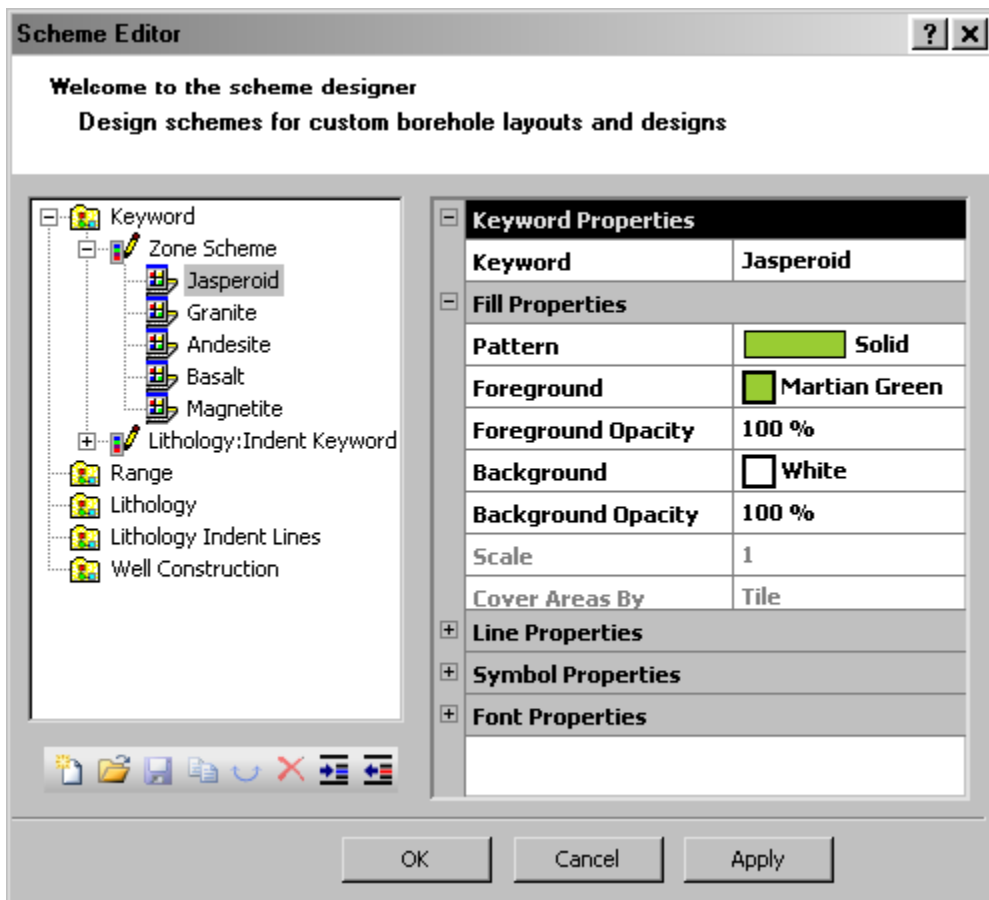 Scheme Editor
Welcome to the scheme designer
Design schemes for custom borehole layouts and designs
Keyword
Zone Scheme
Jasperoid
Granite
Andesite
Basalt
Magnetite
Lithology:Indent Keyword
Range
Lithology
Lithology Indent Lines
Well Construction
Keyword Properties
Keyword Jasperoid
Fill Properties
Pattern Solid
Foreground Martian Green
Foreground Opacity 100 %
Background White
Background Opacity 100 %
Scale 1
Cover Areas By Tile
Line Properties
Symbol Properties
Font Properties
OK Cancel Apply